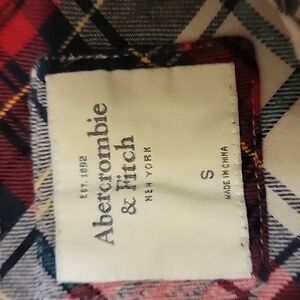 EST. 1892
Abercrombie
& Fitch
NEW YORK
S
MADE IN CHINA